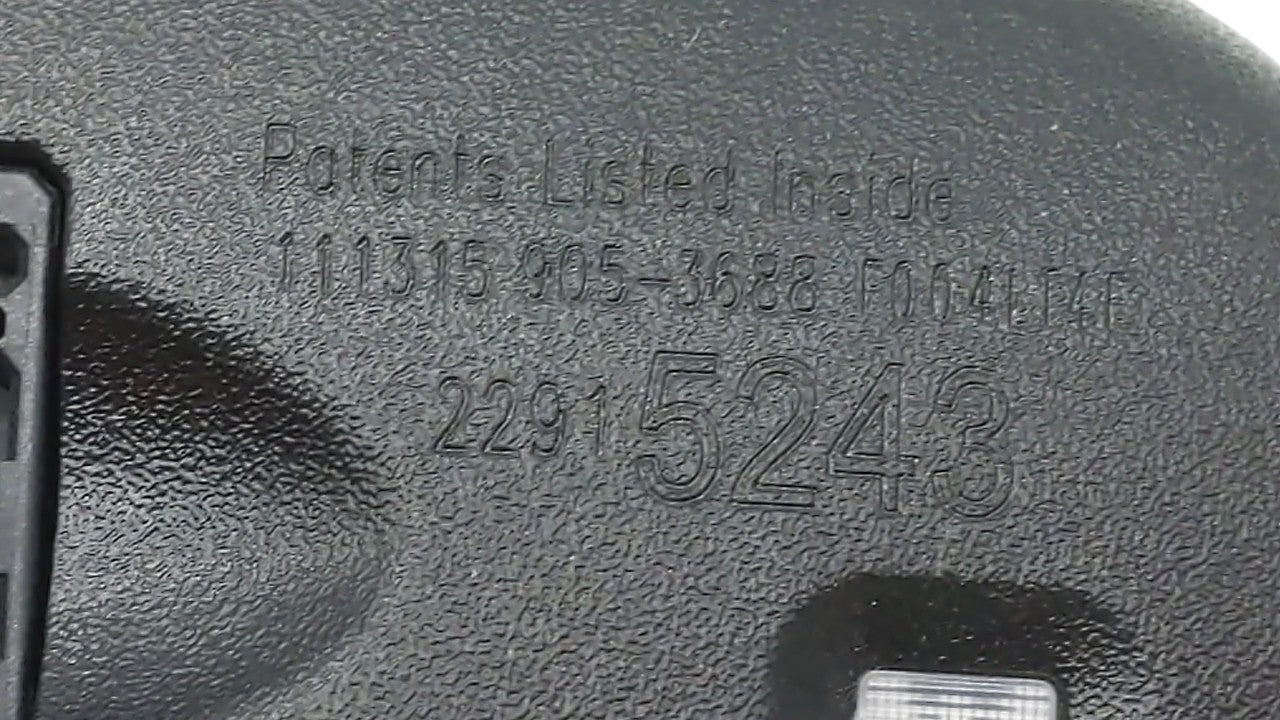 Patents Listed Inside
111315 905-3688
22915243